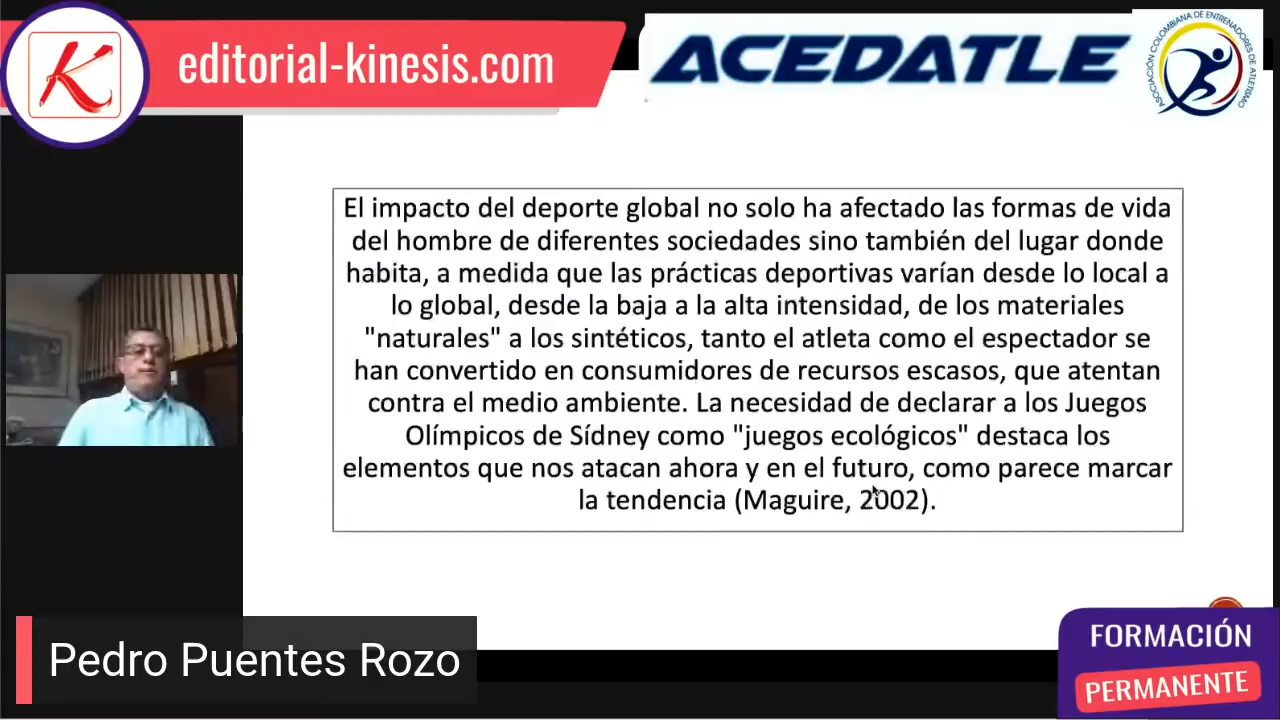 K
editorial-kinesis.com
ACEDATLE
ASOCIACIÓN COLOMBIANA DE ENTRENADORES DE ATLETISMO
El impacto del deporte global no solo ha afectado las formas de vida
del hombre de diferentes sociedades sino también del lugar donde
habita, a medida que las prácticas deportivas varían desde lo local a
lo global, desde la baja a la alta intensidad, de los materiales
"naturales" a los sintéticos, tanto el atleta como el espectador se
han convertido en consumidores de recursos escasos, que atentan
contra el medio ambiente. La necesidad de declarar a los Juegos
Olímpicos de Sídney como "juegos ecológicos" destaca los
elementos que nos atacan ahora y en el futuro, como parece marcar
la tendencia (Maguire, 2002).
Pedro Puentes Rozo
FORMACIÓN
PERMANENTE